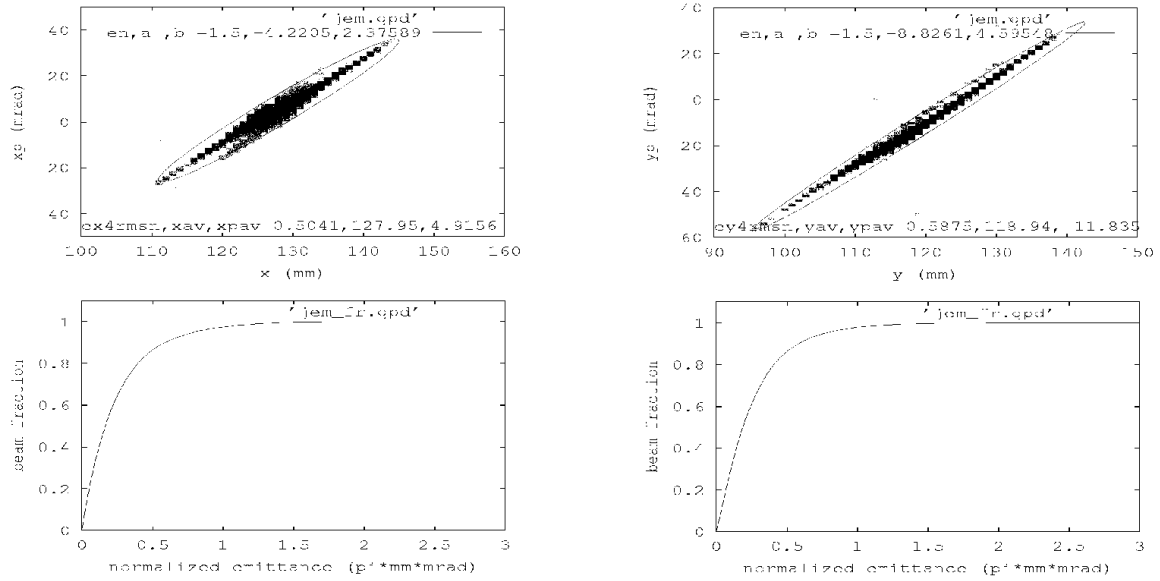 'jem.qpd'
en,a ,b -1.5,-4.2205,2.37589
40
20
0
20
40
xp (mrad)
ex4rmsn,xav,xpav 0.5041,127.95,4.9156
110 120 130 140 150 160
x (mm)
'jem.qpd'
en,a ,b -1.5,-8.8261,4.59548
40
20
0
20
40
60
yp (mrad)
ey4rmsn,yav,ypav 0.5875,118.94, 11.835
90 100 110 120 130 140 150
y (mm)
'jem_fr.qpd'
1
0.8
0.6
0.4
0.2
0
beam fraction
0 0.5 1 1.5 2 2.5 3
normalized emittance (pi*mm*mrad)
'jem_fr.qpd'
1
0.8
0.6
0.4
0.2
0
beam fraction
0 0.5 1 1.5 2 2.5 3
normalized emittance (pi*mm*mrad)